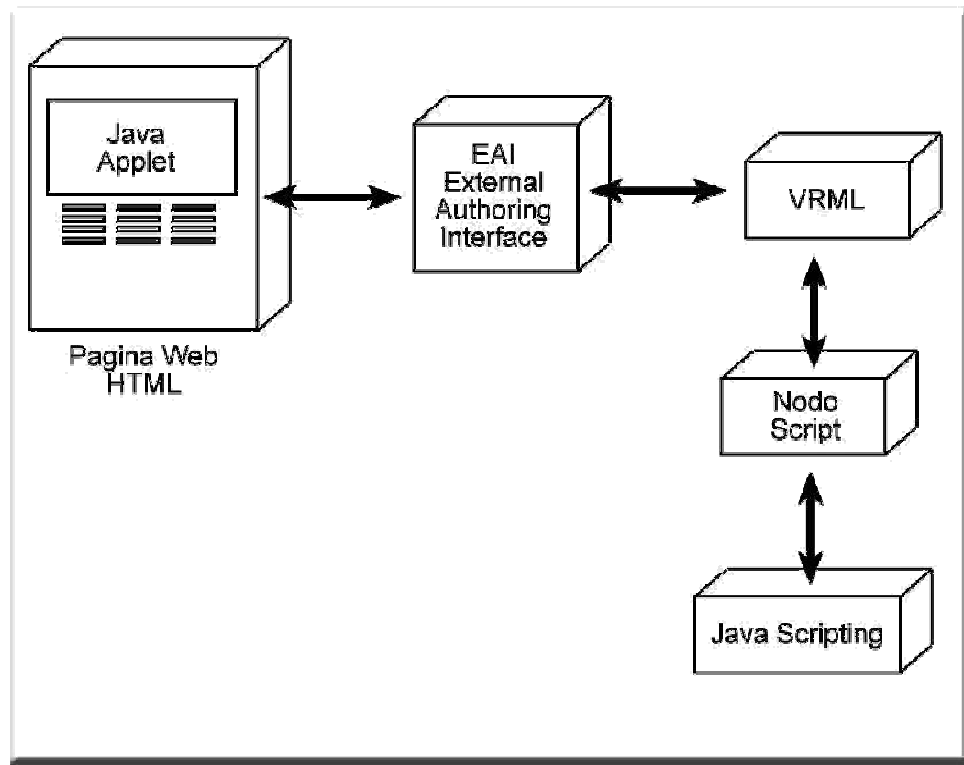 Java
Applet
Pagina Web
HTML
EAI
External
Authoring
Interface
VRML
Nodo
Script
Java Scripting